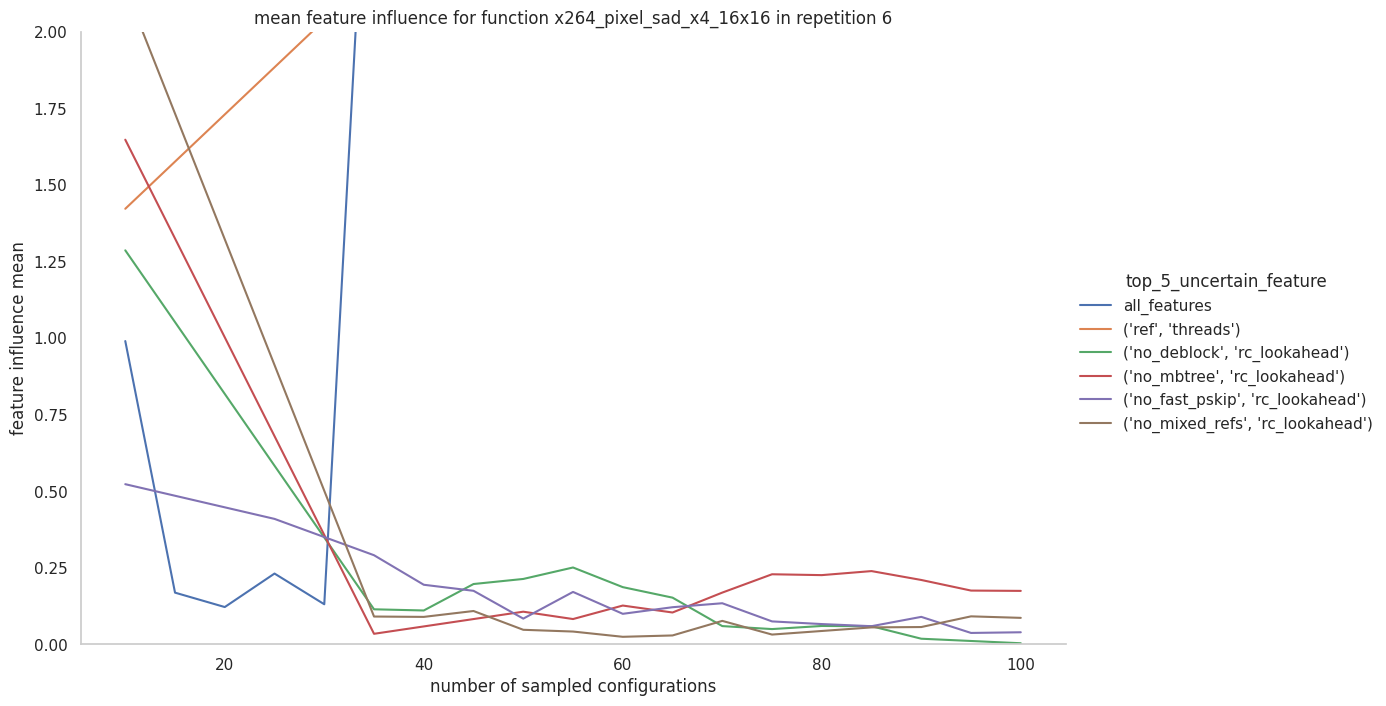 mean feature influence for function x264_pixel_sad_x4_16x16 in repetition 6
2.00
1.75
1.50
1.25
1.00
0.75
0.50
0.25
0.00
feature influence mean
20
40
60
80
100
number of sampled configurations
top_5_uncertain_feature
all_features
('ref', 'threads')
('no_deblock', 'rc_lookahead')
('no_mbtree', 'rc_lookahead')
('no_fast_pskip', 'rc_lookahead')
('no_mixed_refs', 'rc_lookahead')